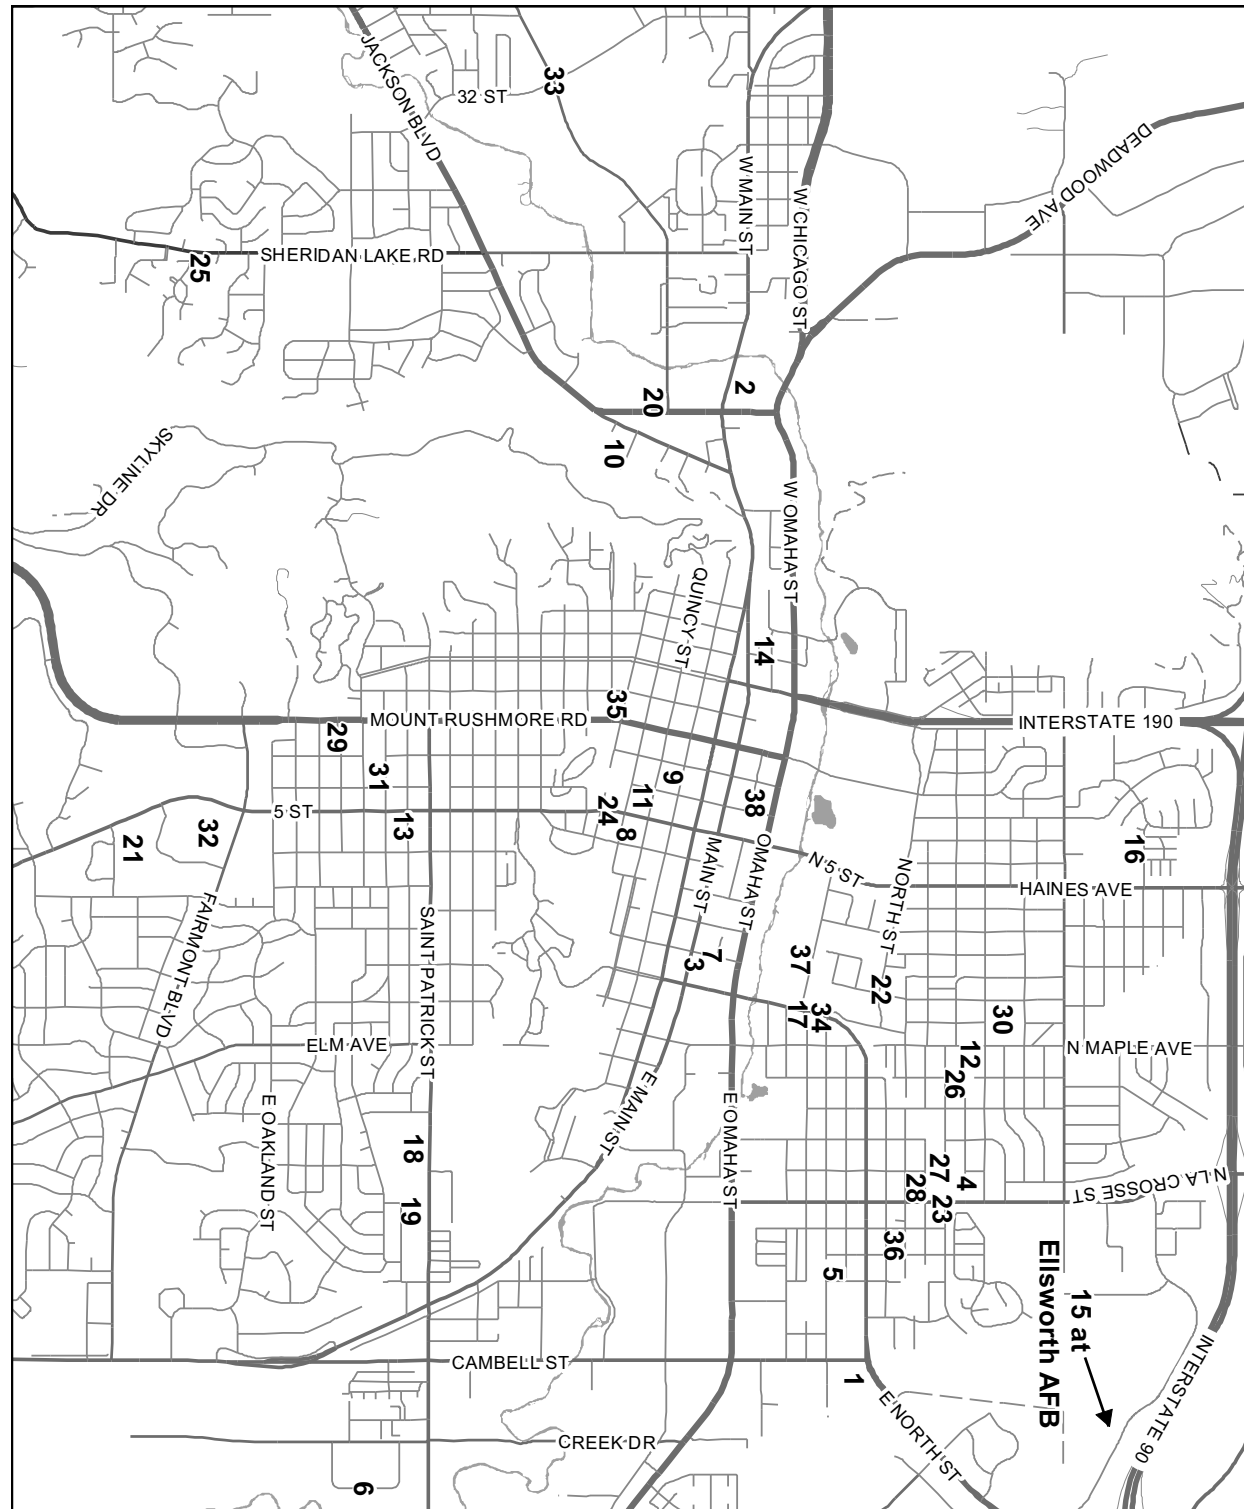 JACKSON BLVD
32 ST
33
W MAIN ST
W CHICAGO ST
DEADWOOD AVE
25
SHERIDAN LAKE RD
2
20
10
SKYLINE DR
W OMAHA ST
QUINCY ST
14
35
MOUNT RUSHMORE RD
29
INTERSTATE 190
31
9
11
38
24
8
5 ST
13
32
21
16
OMAHA ST
MAIN ST
N 5 ST
NORTH ST
HAINES AVE
FAIRMONT BLVD
SAINT PATRICK ST
7
3
37
22
34
17
30
ELM AVE
N MAPLE AVE
12
26
E MAIN ST
E OAKLAND ST
E OMAHA ST
18
19
27
4
28
23
N LA CROSSE ST
36
5
15 at
Ellsworth AFB
CAMBELL ST
1
E NORTH ST
INTERSTATE 90
CREEK DR
6